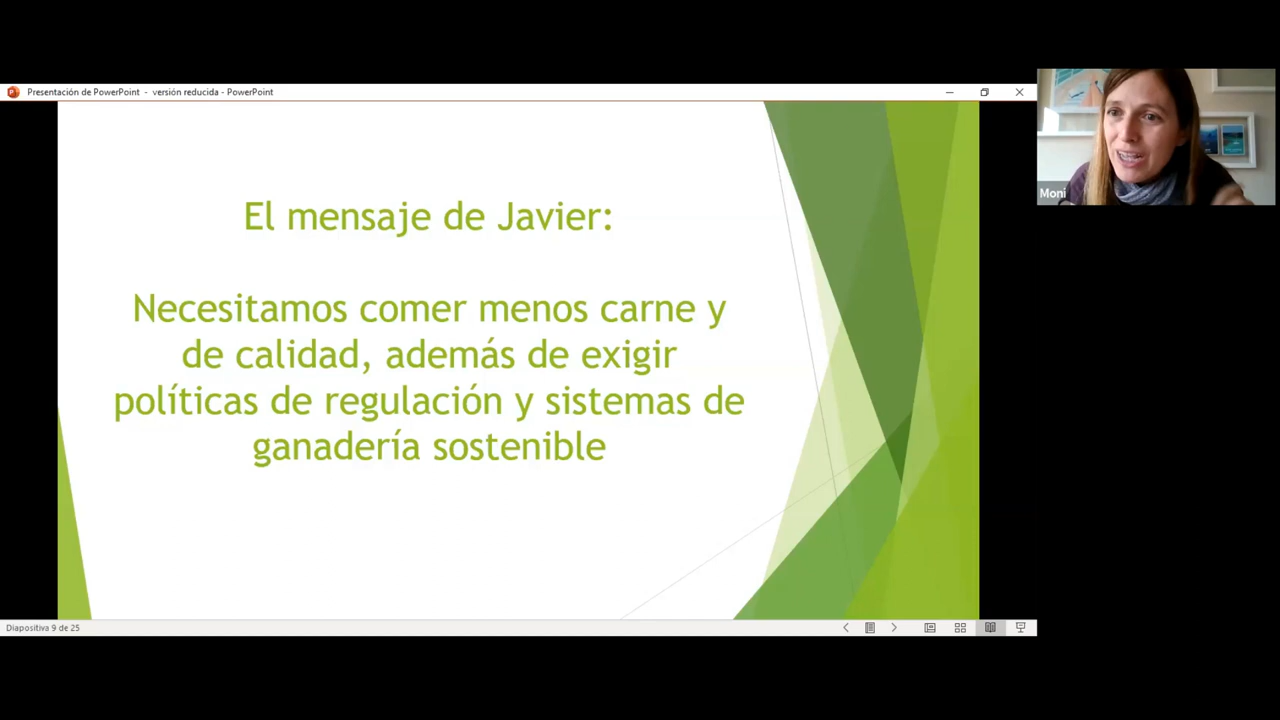 Presentación de PowerPoint - versión reducida - PowerPoint
El mensaje de Javier:
Necesitamos comer menos carne y
de calidad, además de exigir
políticas de regulación y sistemas de
ganadería sostenible
Moni
Diapositiva 9 de 25